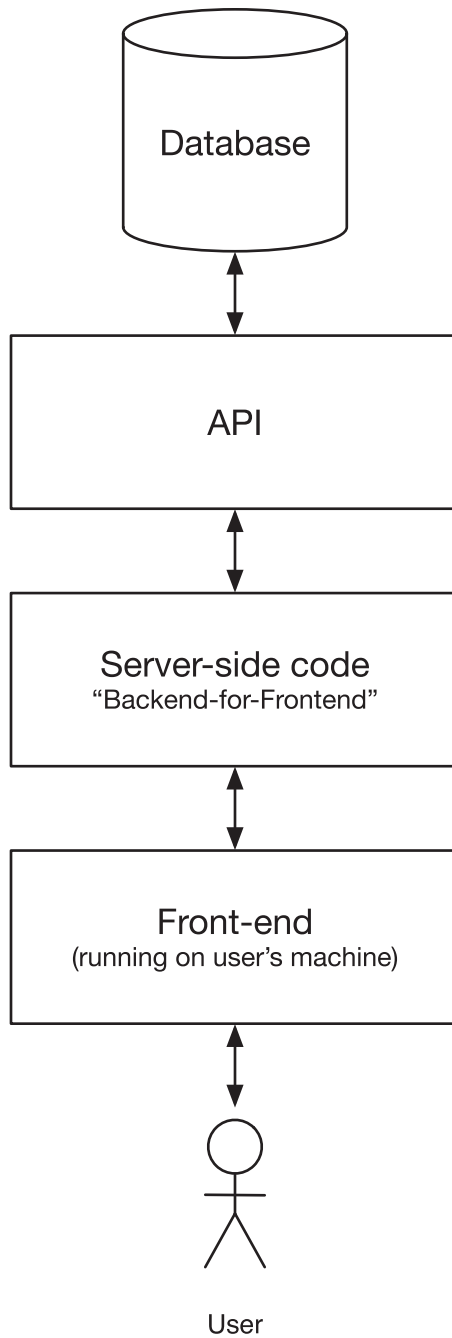 Database
API
Server-side code
“Backend-for-Frontend”
Front-end
(running on user’s machine)
User